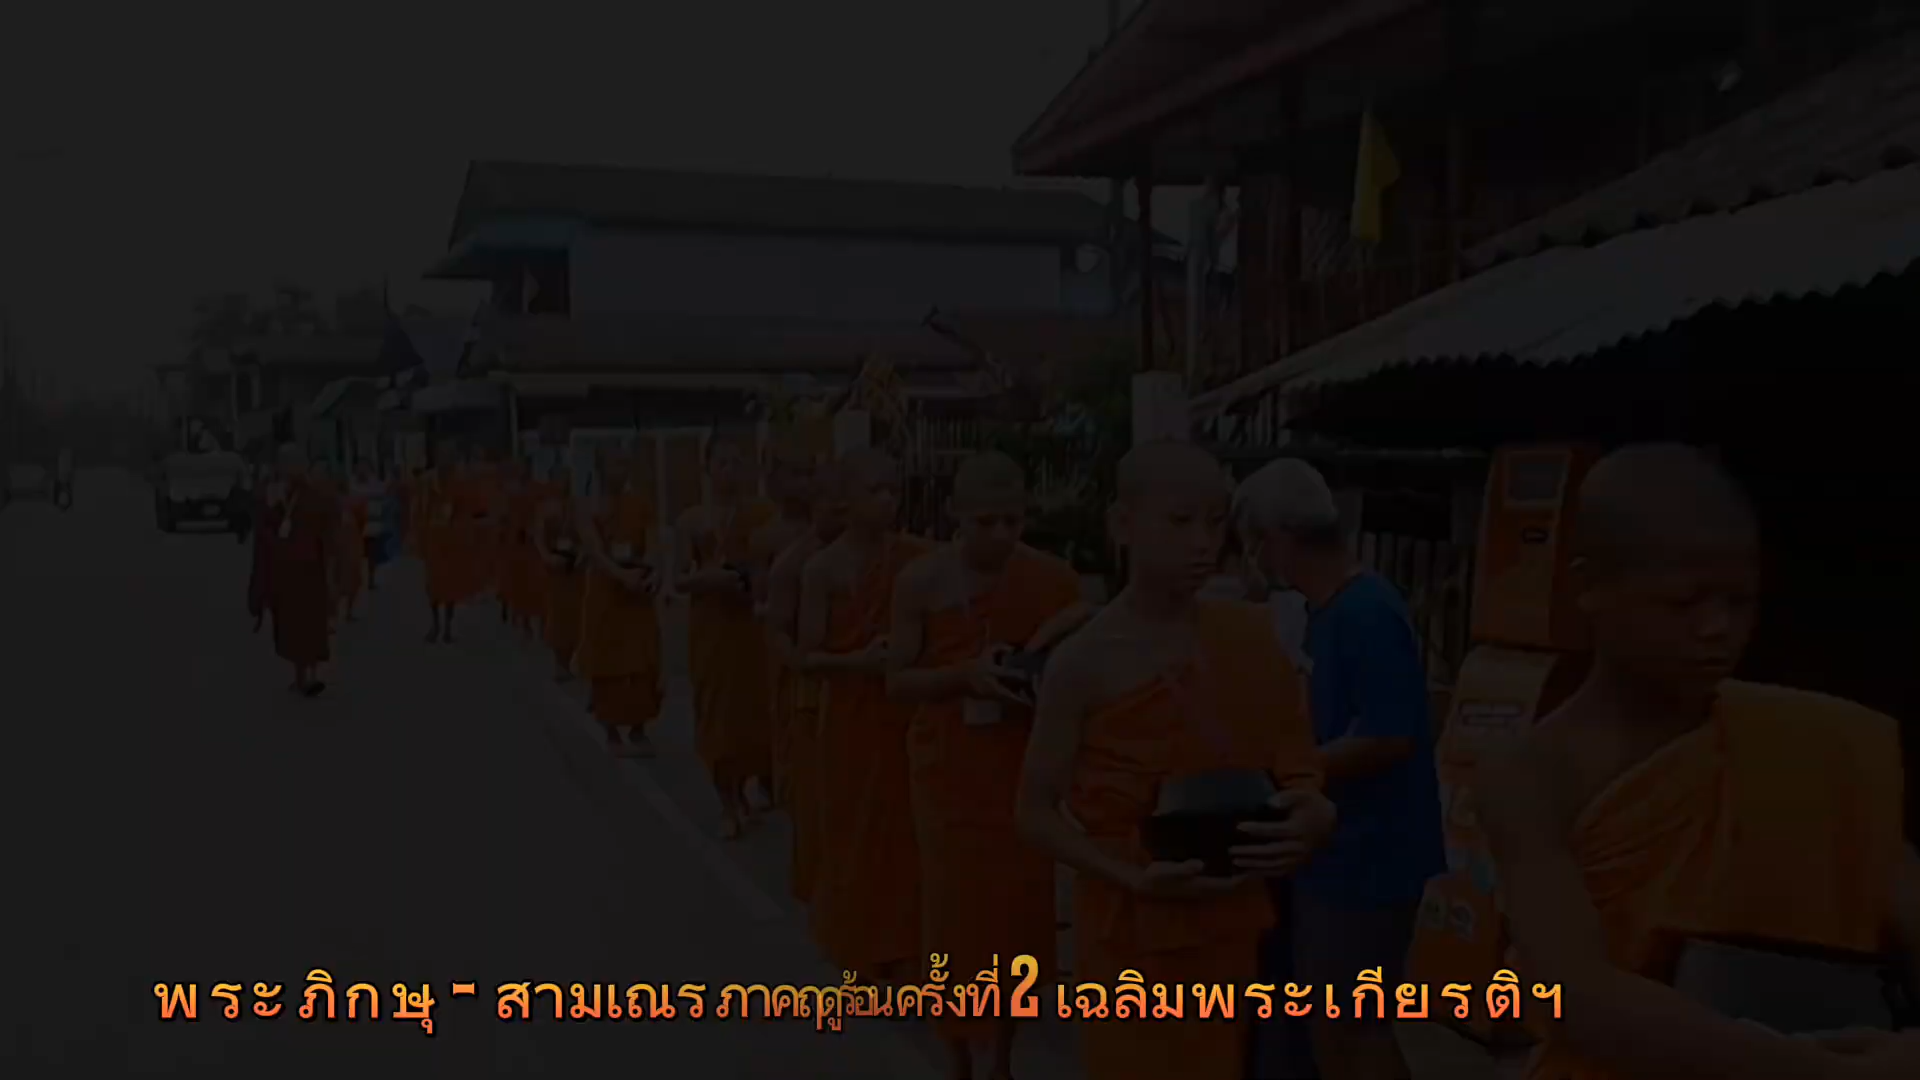 พระภิกษุ - สามเณร ภาคฤดูร้อน ครั้งที่ 2 เฉลิมพระเกียรติฯ